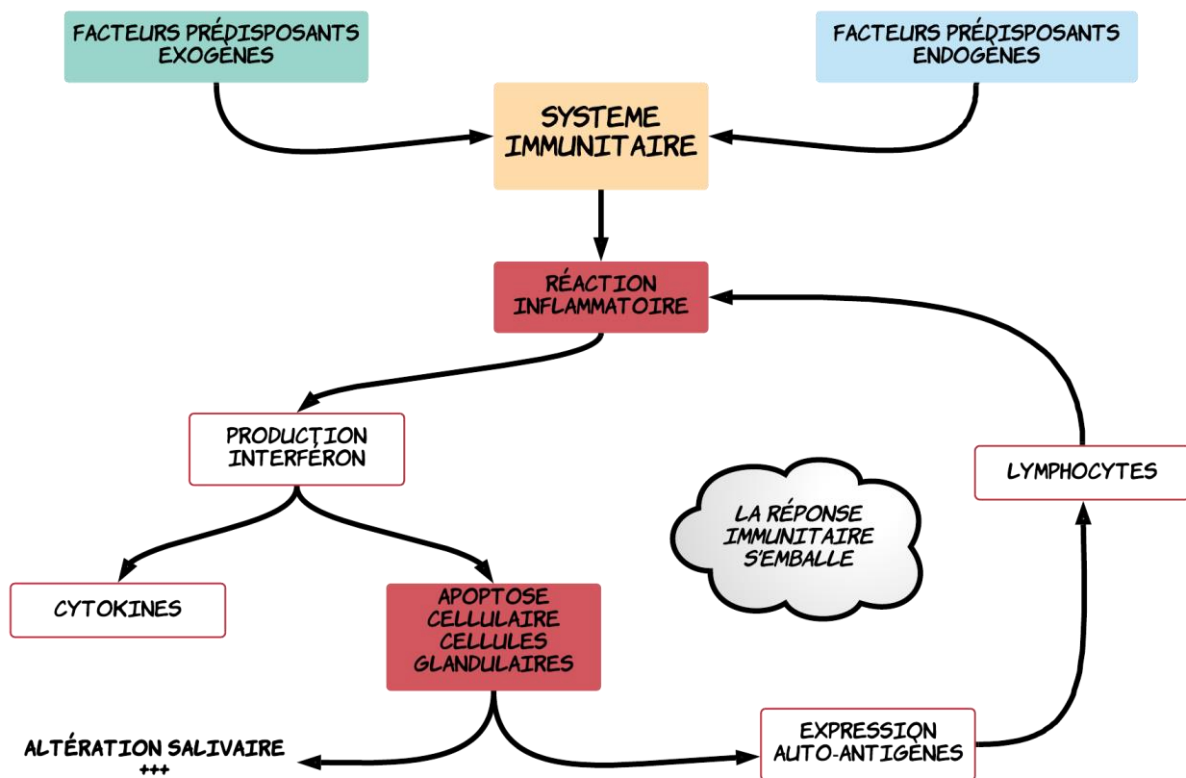 FACTEURS PRÉDISPOSANTS
EXOGÈNES
FACTEURS PRÉDISPOSANTS
ENDOGÈNES
SYSTEME
IMMUNITAIRE
RÉACTION
INFLAMMATOIRE
PRODUCTION
INTERFÉRON
LYMPHOCYTES
LA RÉPONSE
IMMUNITAIRE
S'EMBALLE
CYTOKINES
APOPTOSE
CELLULAIRE
CELLULES
GLANDULAIRES
ALTÉRATION SALIVAIRE
+++
EXPRESSION
AUTO-ANTIGÈNES